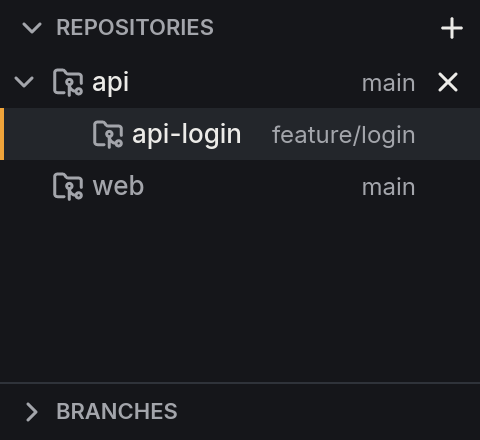 REPOSITORIES
api main
api-login feature/login
web main
BRANCHES